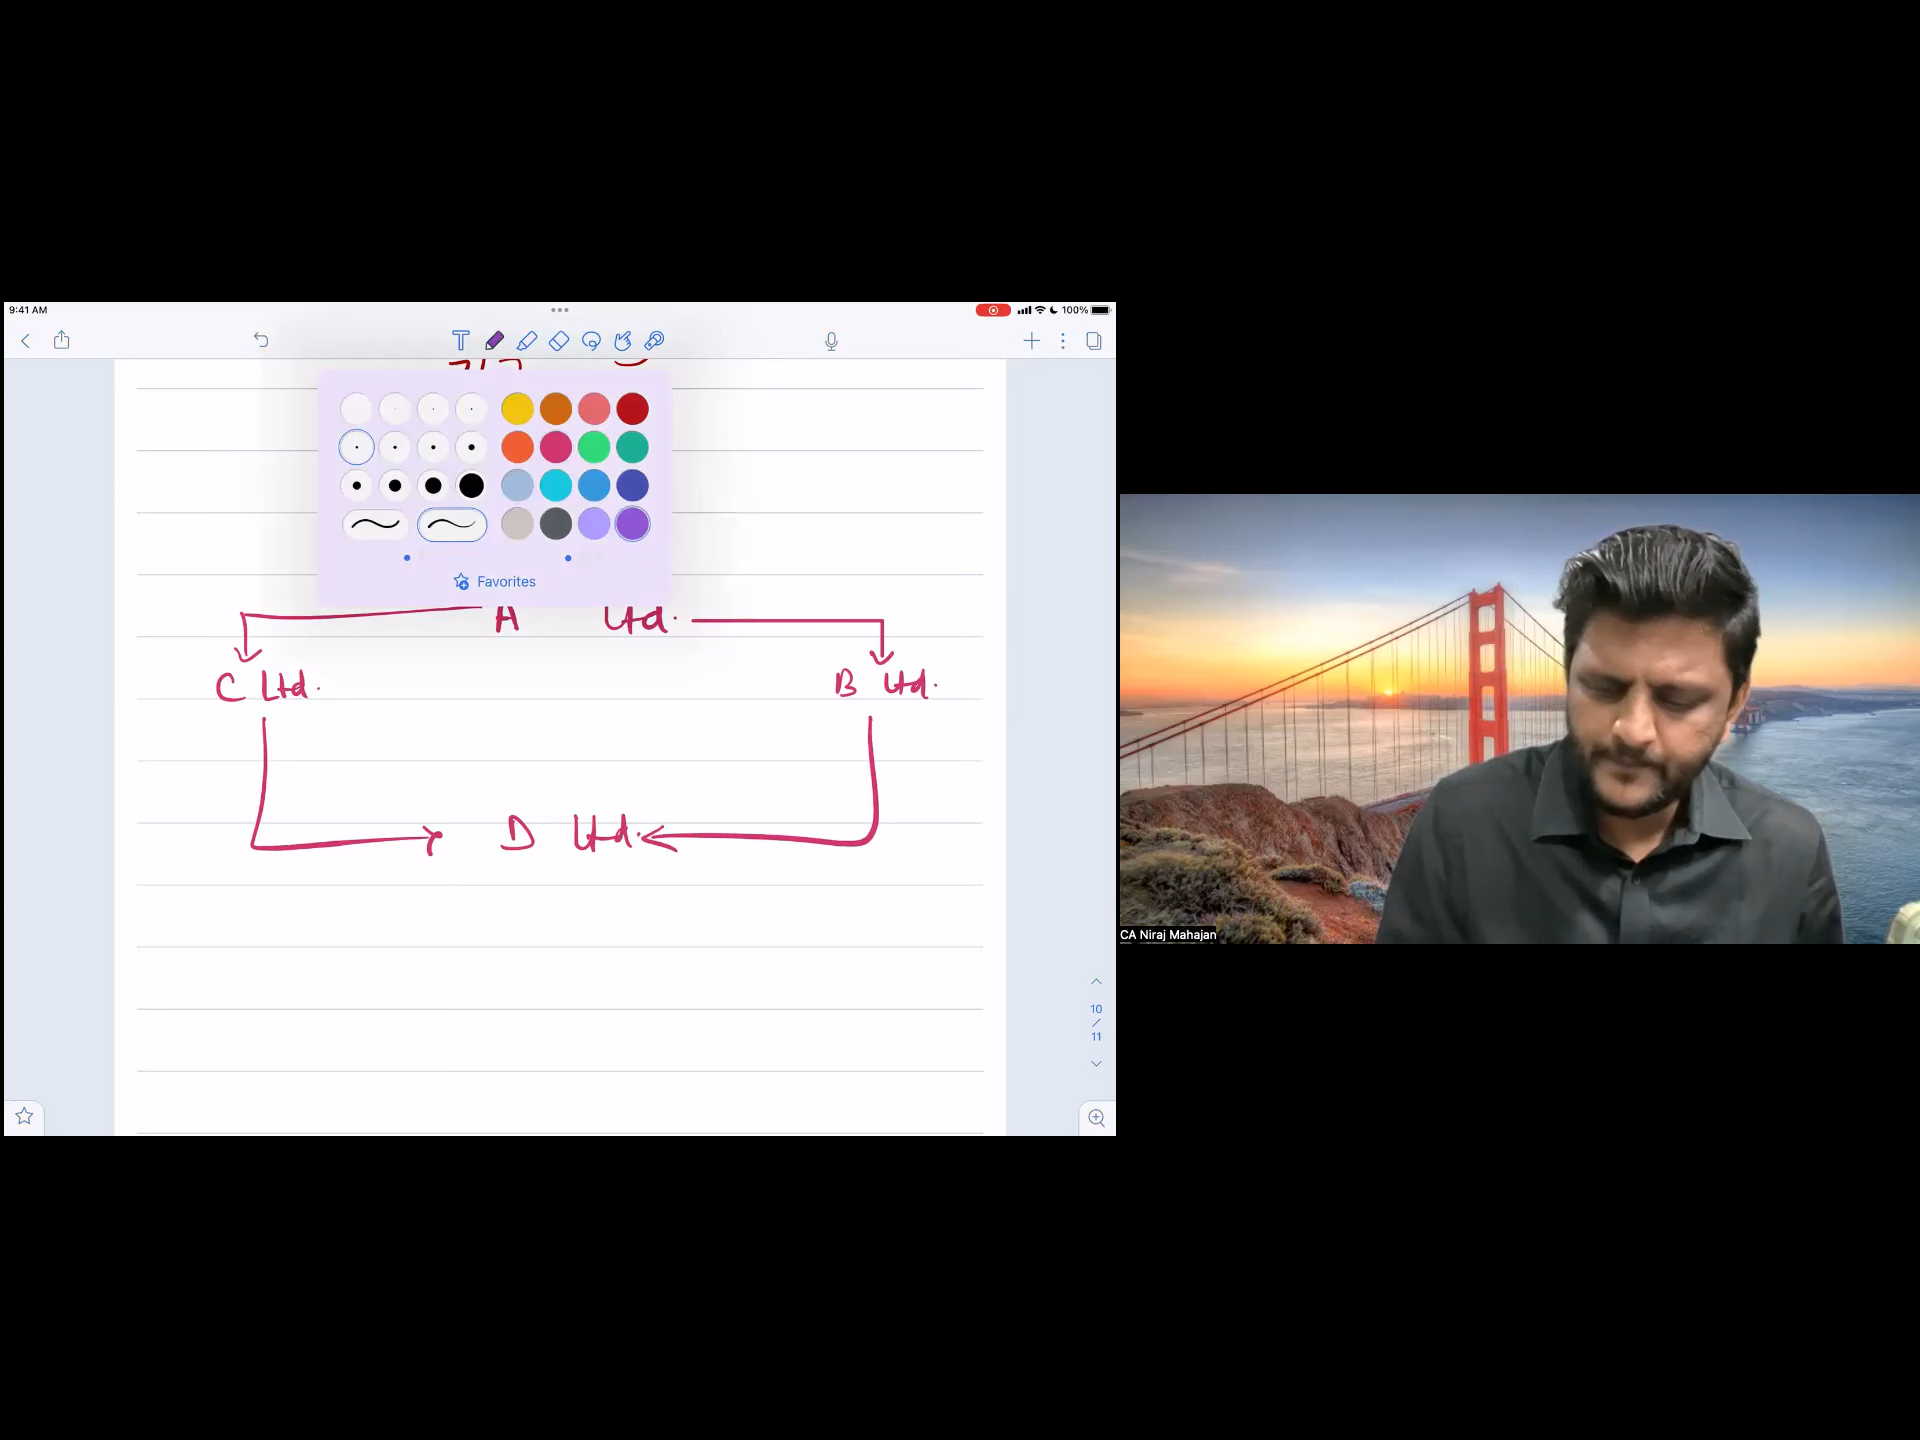 9:41 AM
100%
T
Favorites
A Ltd.
C Ltd.
B Ltd.
D Ltd.
CA Niraj Mahajan
10
/
11